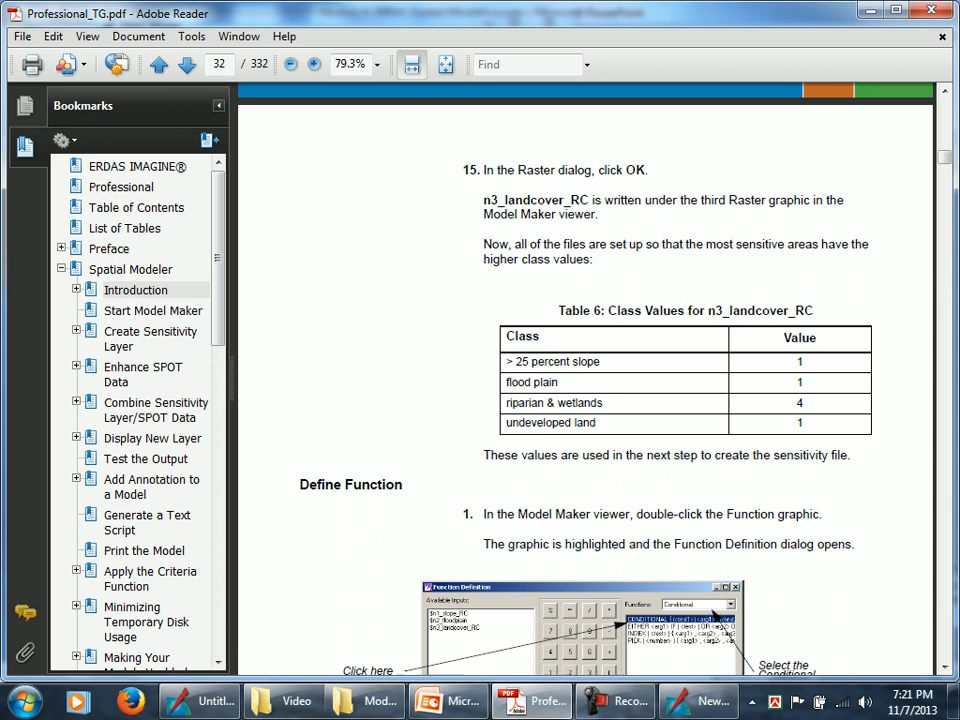 Professional_TG.pdf - Adobe Reader
File Edit View Document Tools Window Help
32 / 332 79.3% Find
Bookmarks
ERDAS IMAGINE®
Professional
Table of Contents
List of Tables
Preface
Spatial Modeler
Introduction
Start Model Maker
Create Sensitivity
Layer
Enhance SPOT
Data
Combine Sensitivity
Layer/SPOT Data
Display New Layer
Test the Output
Add Annotation to
a Model
Generate a Text
Script
Print the Model
Apply the Criteria
Function
Minimizing
Temporary Disk
Usage
Making Your
15. In the Raster dialog, click OK.
n3_landcover_RC is written under the third Raster graphic in the
Model Maker viewer.
Now, all of the files are set up so that the most sensitive areas have the
higher class values:
Table 6: Class Values for n3_landcover_RC
Class Value
> 25 percent slope 1
flood plain 1
riparian & wetlands 4
undeveloped land 1
These values are used in the next step to create the sensitivity file.
Define Function
1. In the Model Maker viewer, double-click the Function graphic.
The graphic is highlighted and the Function Definition dialog opens.
Function Definition
Available Inputs: Functions: Conditional
$n1_slope_RC
$n2_floodplain
$n3_landcover_RC
Click here
Select the
Conditional
Untitl... Video Mod... Micr... Profe... Reco... New...
7:21 PM
11/7/2013